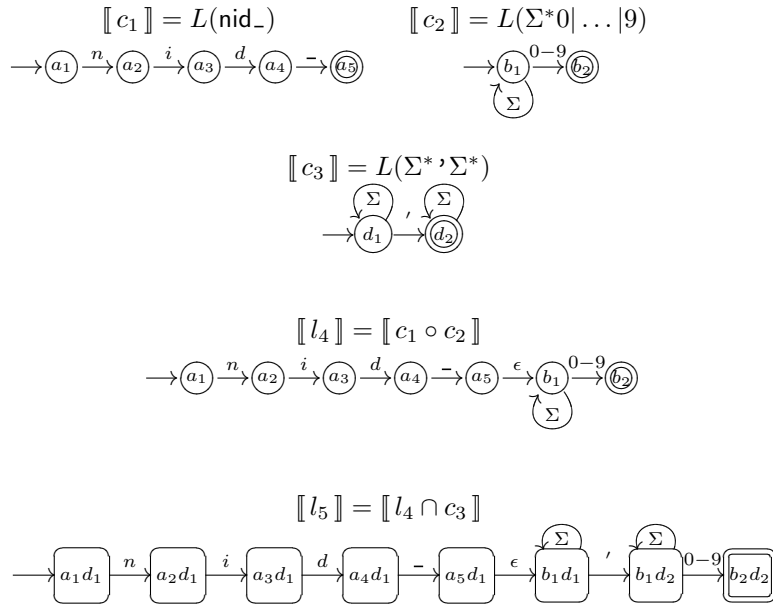 ⟦ c₁ ⟧ = L(nid_) ⟦ c₂ ⟧ = L(Σ*0| . . . |9)
a₁ n a₂ i a₃ d a₄ _ a₅ b₁ 0−9 b₂
Σ
⟦ c₃ ⟧ = L(Σ* ' Σ*)
Σ Σ
d₁ ′ d₂
⟦ l₄ ⟧ = ⟦ c₁ ∘ c₂ ⟧
a₁ n a₂ i a₃ d a₄ _ a₅ ϵ b₁ 0−9 b₂
Σ
⟦ l₅ ⟧ = ⟦ l₄ ∩ c₃ ⟧
Σ Σ
a₁d₁ n a₂d₁ i a₃d₁ d a₄d₁ _ a₅d₁ ϵ b₁d₁ ′ b₁d₂ 0−9 b₂d₂